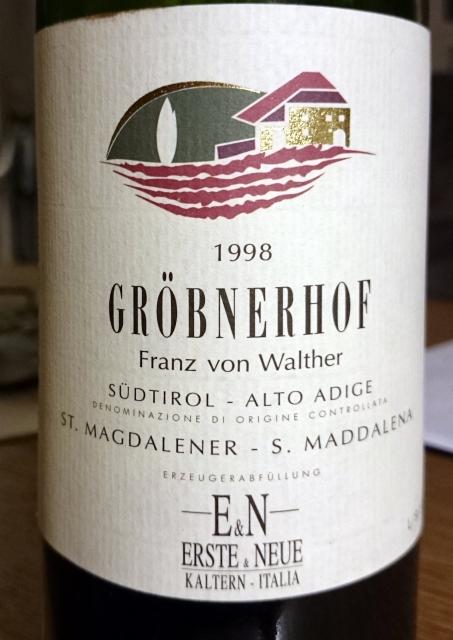 1998
GRÖBNERHOF
Franz von Walther
SÜDTIROL - ALTO ADIGE
DENOMINAZIONE DI ORIGINE CONTROLLATA
ST. MAGDALENER - S. MADDALENA
ERZEUGERABFÜLLUNG
E&N
ERSTE & NEUE
KALTERN - ITALIA